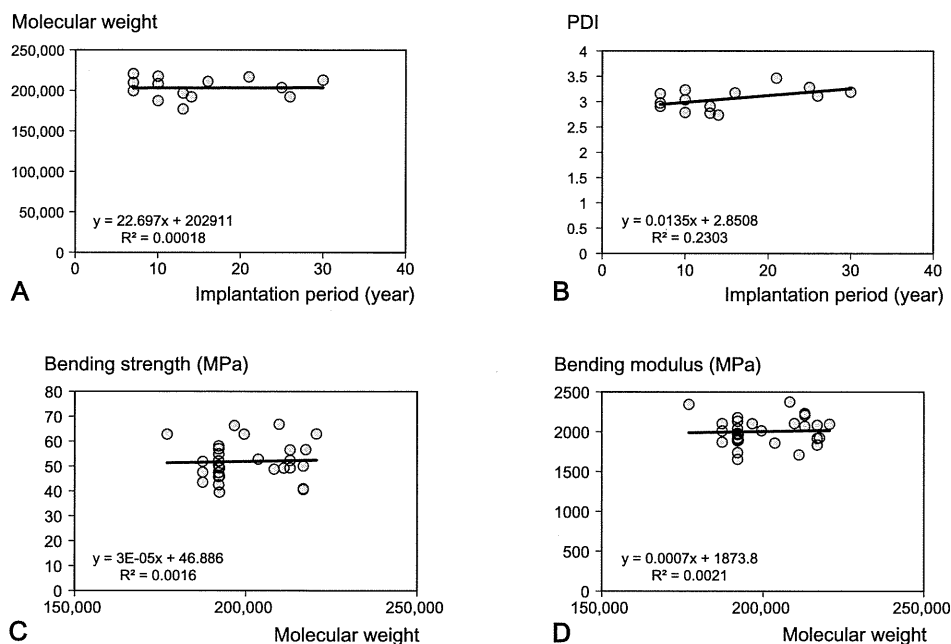 Molecular weight
250,000
200,000
150,000
100,000
50,000
0
y = 22.697x + 202911
R² = 0.00018
0 10 20 30 40
A
Implantation period (year)
PDI
4
3.5
3
2.5
2
1.5
1
0.5
0
y = 0.0135x + 2.8508
R² = 0.2303
0 10 20 30 40
B
Implantation period (year)
Bending strength (MPa)
80
70
60
50
40
30
20
10
0
y = 3E-05x + 46.886
R² = 0.0016
150,000 200,000 250,000
C
Molecular weight
Bending modulus (MPa)
2500
2000
1500
1000
500
0
y = 0.0007x + 1873.8
R² = 0.0021
150,000 200,000 250,000
D
Molecular weight